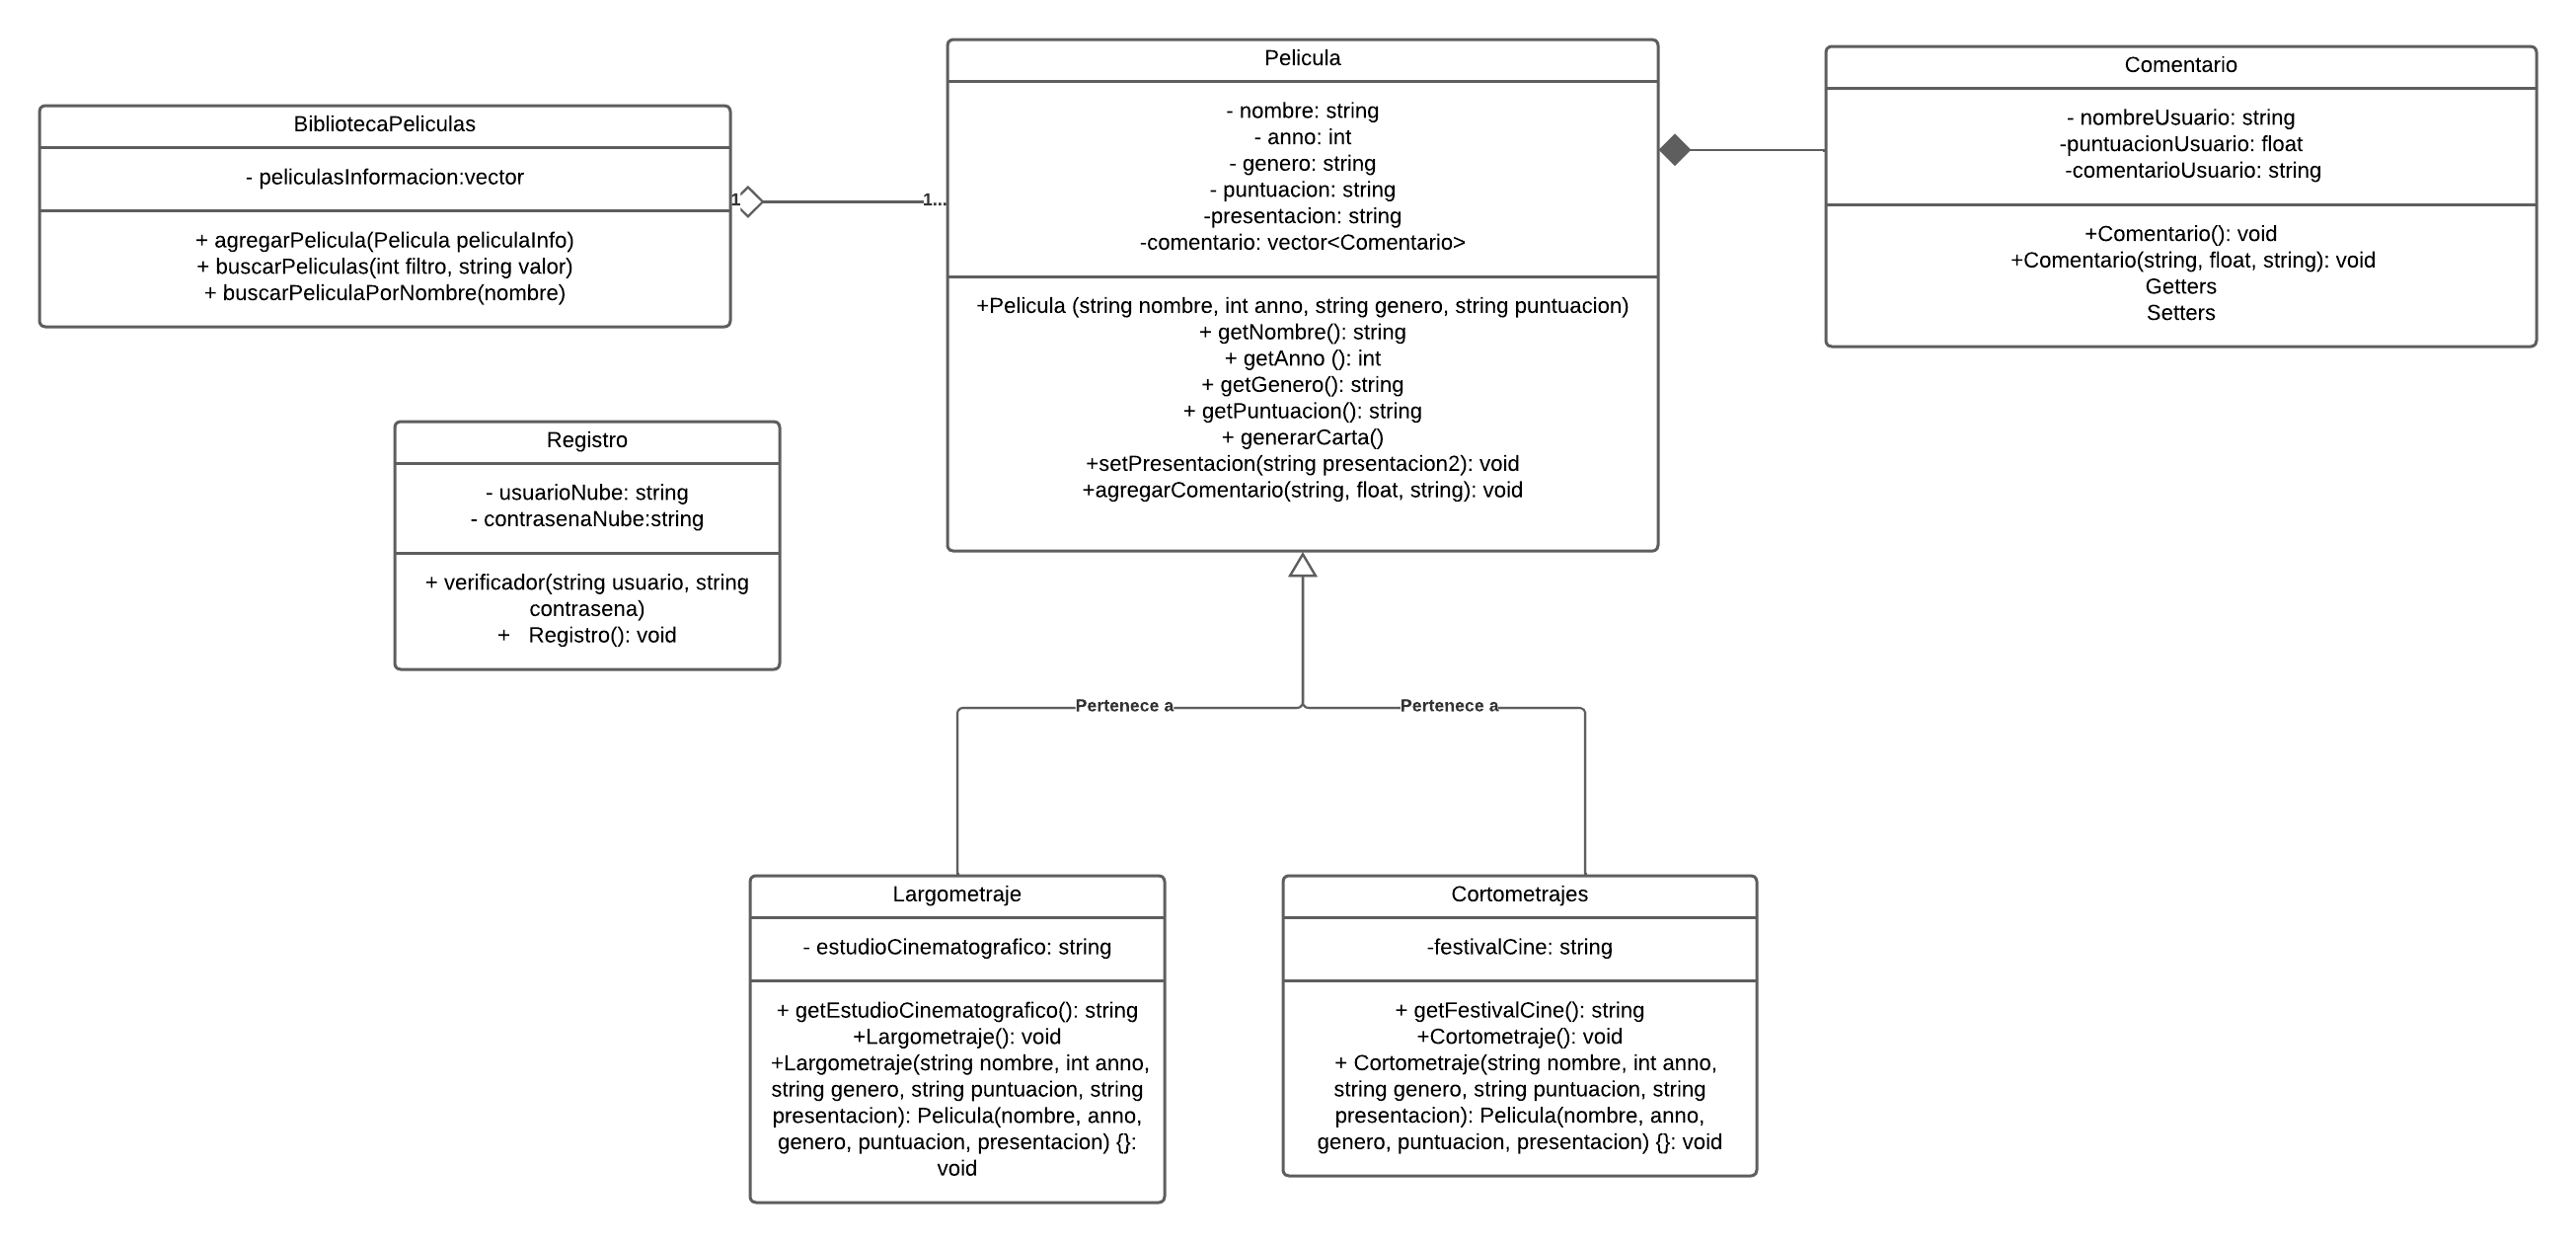 BibliotecaPeliculas
- peliculasInformacion:vector
+ agregarPelicula(Pelicula peliculaInfo)
+ buscarPeliculas(int filtro, string valor)
+ buscarPeliculaPorNombre(nombre)
1
1...
Pelicula
- nombre: string
- anno: int
- genero: string
- puntuacion: string
-presentacion: string
-comentario: vector<Comentario>
+Pelicula (string nombre, int anno, string genero, string puntuacion)
+ getNombre(): string
+ getAnno (): int
+ getGenero(): string
+ getPuntuacion(): string
+ generarCarta()
+setPresentacion(string presentacion2): void
+agregarComentario(string, float, string): void
Comentario
- nombreUsuario: string
-puntuacionUsuario: float
-comentarioUsuario: string
+Comentario(): void
+Comentario(string, float, string): void
Getters
Setters
Registro
- usuarioNube: string
- contrasenaNube:string
+ verificador(string usuario, string
contrasena)
+ Registro(): void
Pertenece a
Pertenece a
Largometraje
- estudioCinematografico: string
+ getEstudioCinematografico(): string
+Largometraje(): void
+Largometraje(string nombre, int anno,
string genero, string puntuacion, string
presentacion): Pelicula(nombre, anno,
genero, puntuacion, presentacion) {}:
void
Cortometrajes
-festivalCine: string
+ getFestivalCine(): string
+Cortometraje(): void
+ Cortometraje(string nombre, int anno,
string genero, string puntuacion, string
presentacion): Pelicula(nombre, anno,
genero, puntuacion, presentacion) {}: void